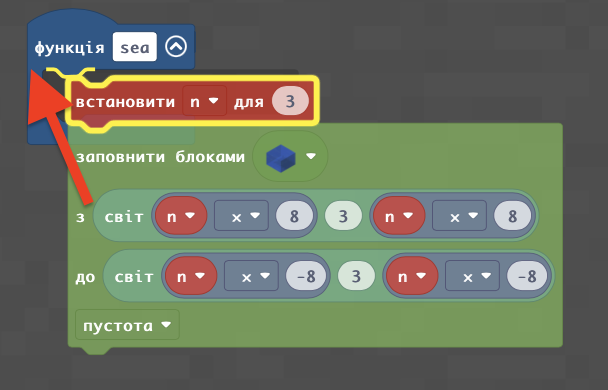 функція sea
встановити n для 3
заповнити блоками
з світ n × 8 3 n × 8
до світ n × -8 3 n × -8
пустота